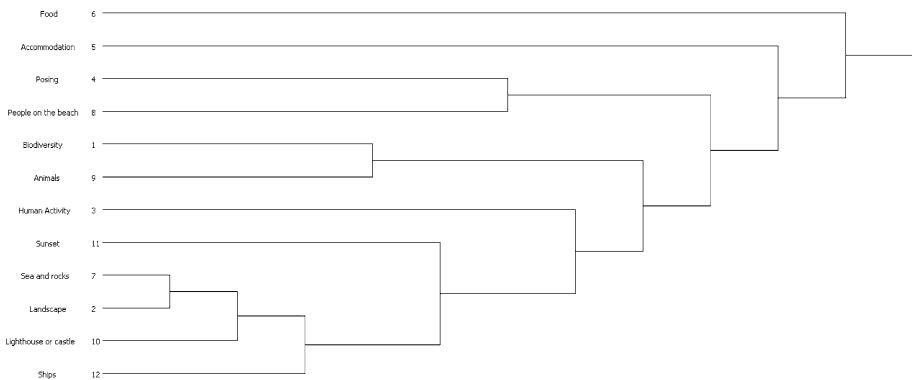 Food 6
Accommodation 5
Posing 4
People on the beach 8
Biodiversity 1
Animals 9
Human Activity 3
Sunset 11
Sea and rocks 7
Landscape 2
Lighthouse or castle 10
Ships 12